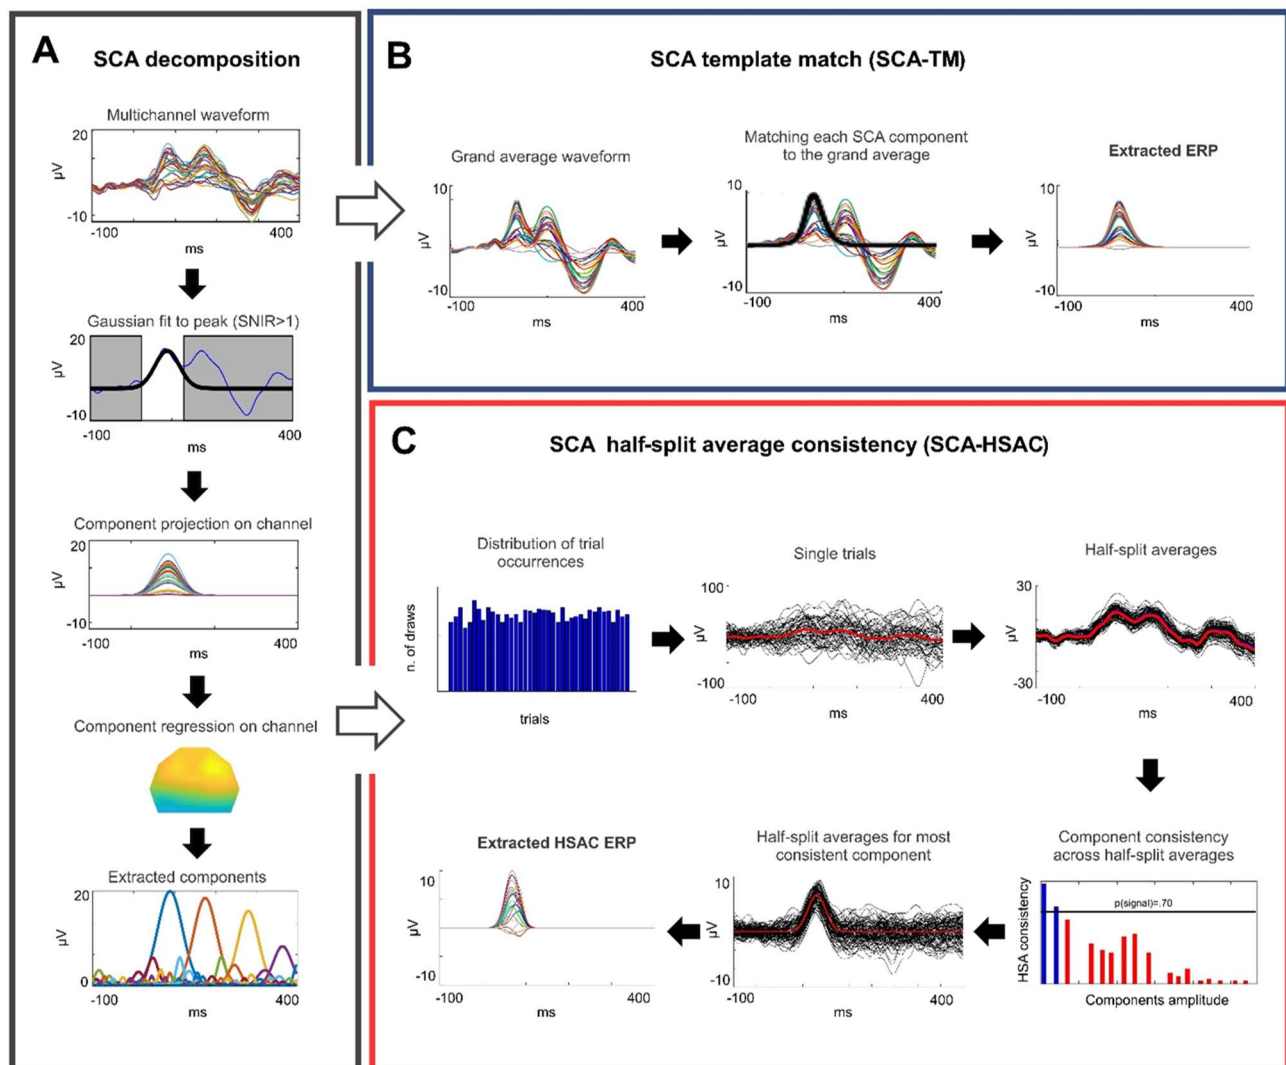 A
SCA decomposition
Multichannel waveform
20
µV
-10
-100
400
ms
Gaussian fit to peak (SNIR>1)
20
µV
-10
-100
400
ms
Component projection on channel
20
µV
-10
-100
400
ms
Component regression on channel
Extracted components
20
µV
0
-100
400
ms
B
SCA template match (SCA-TM)
Grand average waveform
10
µV
-10
-100
400
ms
Matching each SCA component
to the grand average
10
µV
-10
-100
400
ms
Extracted ERP
10
µV
-10
-100
400
ms
C
SCA half-split average consistency (SCA-HSAC)
Distribution of trial
occurrences
n. of draws
trials
Single trials
100
µV
-100
400
ms
Half-split averages
30
µV
-30
-100
400
ms
Component consistency
across half-split averages
HSA consistency
p(signal)=.70
Components amplitude
Half-split averages for most
consistent component
10
µV
-10
-100
400
ms
Extracted HSAC ERP
10
µV
-10
-100
400
ms